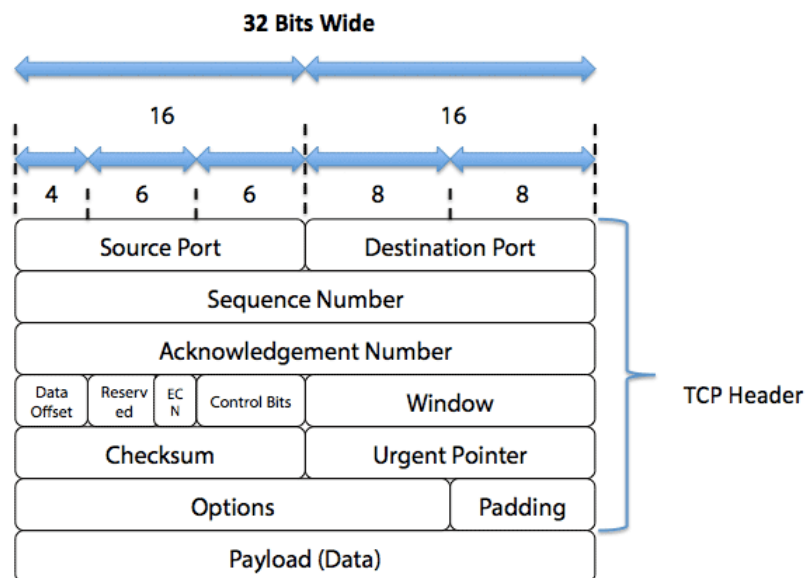 32 Bits Wide
16 16
4 6 6 8 8
Source Port Destination Port
Sequence Number
Acknowledgement Number
Data Offset Reserv ed EC N Control Bits Window
TCP Header
Checksum Urgent Pointer
Options Padding
Payload (Data)